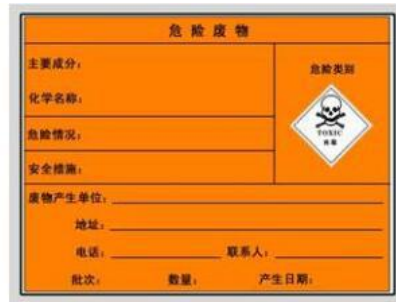 危险废物
主要成分：
危险类别
化学名称：
TOXIC
有毒
危险情况：
安全措施：
废物产生单位：
地址：
电话： 联系人：
批次： 数量： 产生日期：